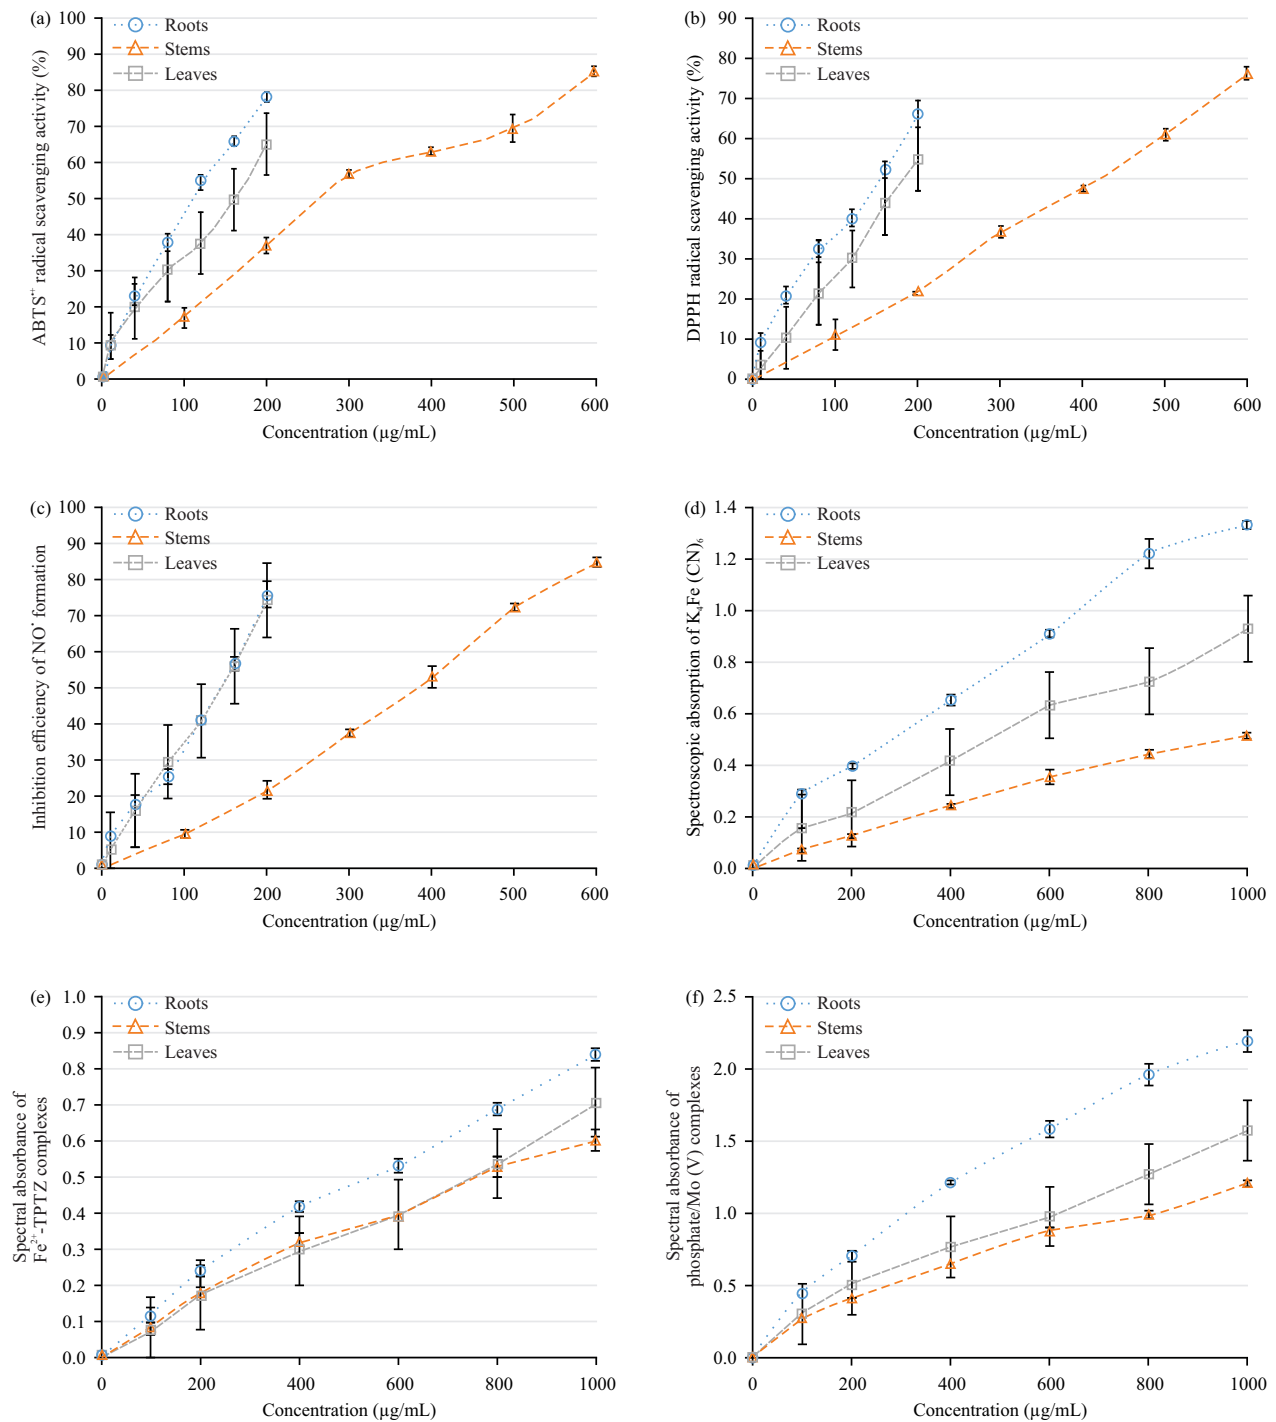 (a)
ABTS•+ radical scavenging activity (%)
100
90
80
70
60
50
40
30
20
10
0
Roots
Stems
Leaves
0 100 200 300 400 500 600
Concentration (µg/mL)
(b)
DPPH radical scavenging activity (%)
90
80
70
60
50
40
30
20
10
0
Roots
Stems
Leaves
0 100 200 300 400 500 600
Concentration (µg/mL)
(c)
Inhibition efficiency of NO• formation
100
90
80
70
60
50
40
30
20
10
0
Roots
Stems
Leaves
0 100 200 300 400 500 600
Concentration (µg/mL)
(d)
Spectroscopic absorption of K₄Fe (CN)₆
1.4
1.2
1.0
0.8
0.6
0.4
0.2
0.0
Roots
Stems
Leaves
0 200 400 600 800 1000
Concentration (µg/mL)
(e)
Spectral absorbance of
Fe²⁺-TPTZ complexes
1.0
0.9
0.8
0.7
0.6
0.5
0.4
0.3
0.2
0.1
0.0
Roots
Stems
Leaves
0 200 400 600 800 1000
Concentration (µg/mL)
(f)
Spectral absorbance of
phosphate/Mo (V) complexes
2.5
2.0
1.5
1.0
0.5
0.0
Roots
Stems
Leaves
0 200 400 600 800 1000
Concentration (µg/mL)